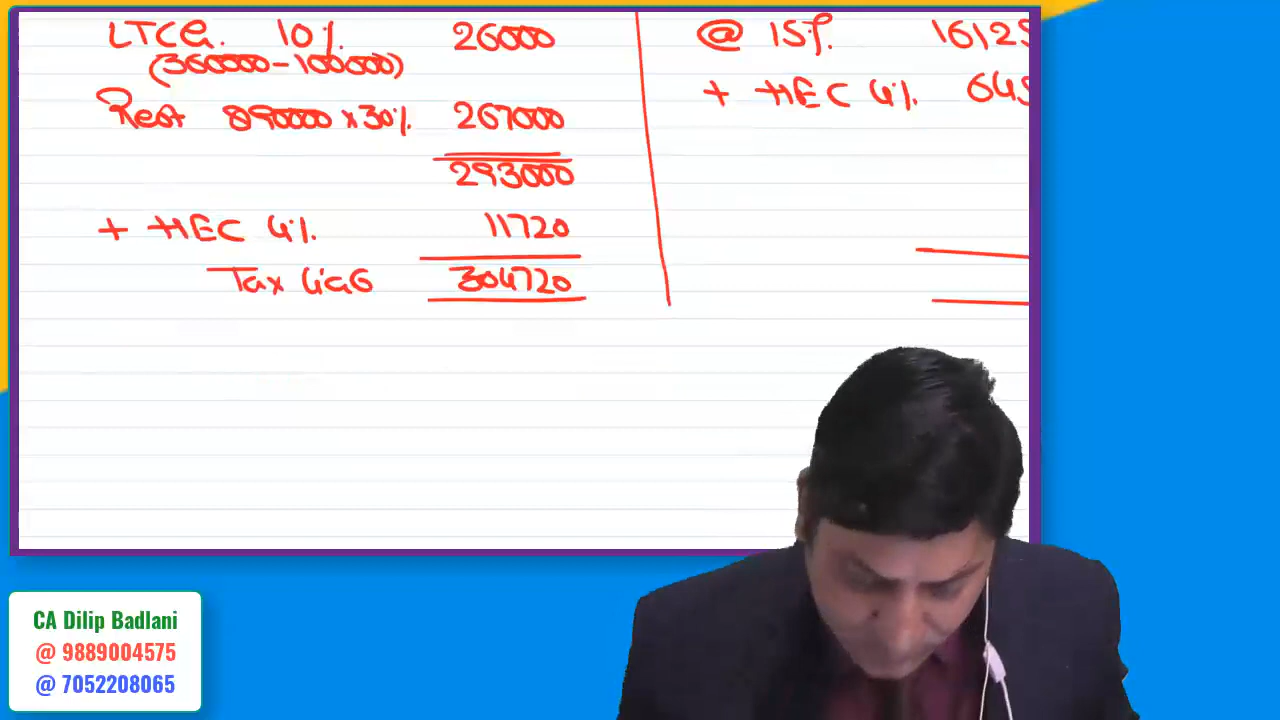 LTCG. 10%. 26000
(360000-100000)
Rest 890000 x 30% 267000
293000
+ HEC 4%. 11720
Tax Liab 304720
@ 15%.
+ HEC 4%.
CA Dilip Badlani
@ 9889004575
@ 7052208065